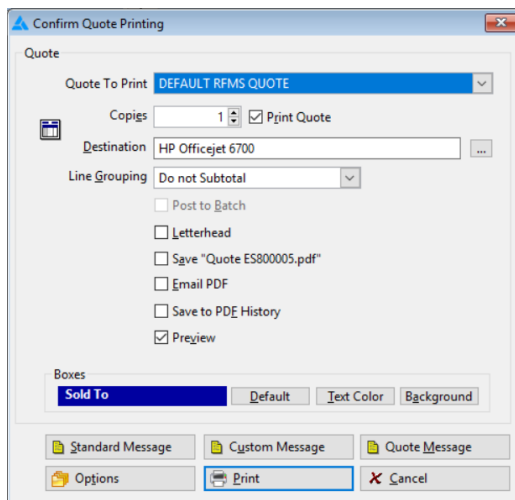 Confirm Quote Printing
Quote
Quote To Print DEFAULT RFMS QUOTE
Copies 1 Print Quote
Destination HP Officejet 6700 ...
Line Grouping Do not Subtotal
Post to Batch
Letterhead
Save "Quote ES800005.pdf"
Email PDF
Save to PDF History
Preview
Boxes
Sold To Default Text Color Background
Standard Message Custom Message Quote Message
Options Print Cancel